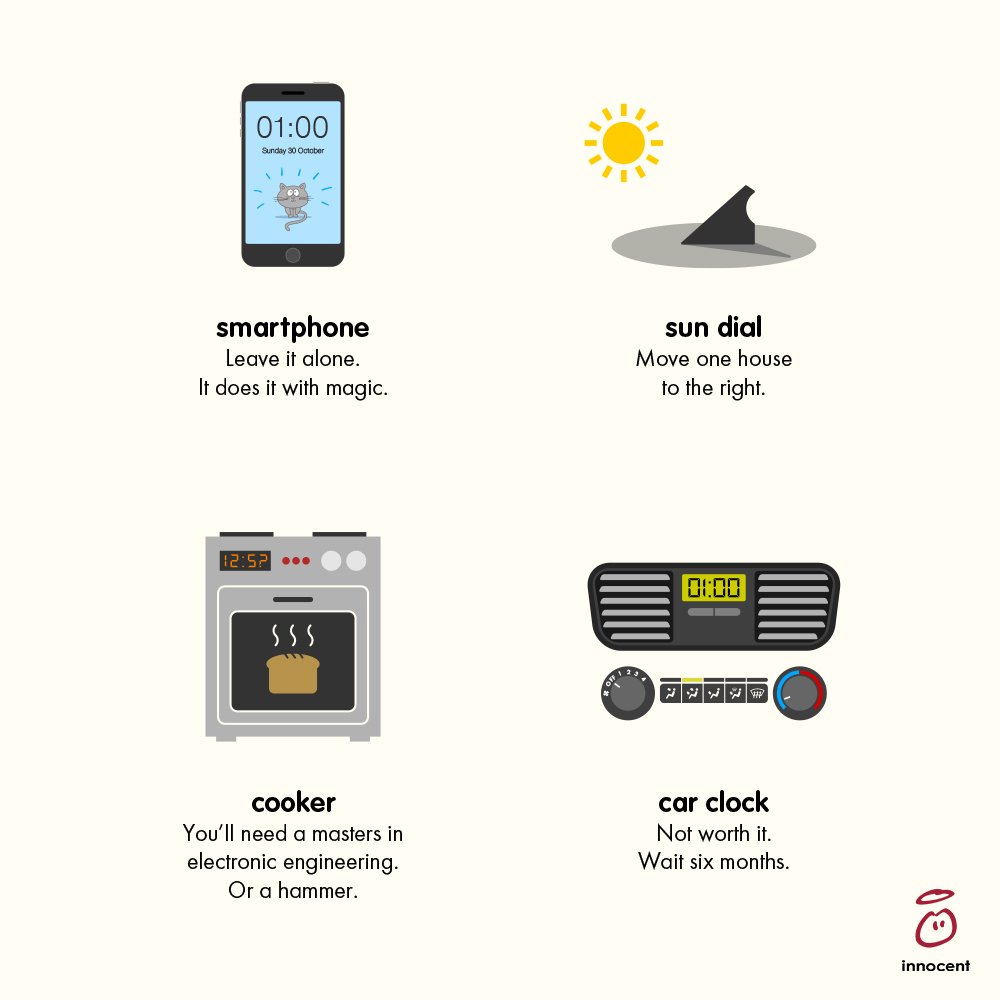 01:00
Sunday 30 October
smartphone
Leave it alone.
It does it with magic.
sun dial
Move one house
to the right.
12:5?
cooker
You'll need a masters in
electronic engineering.
Or a hammer.
01:00
OFF 1 2 3 4
car clock
Not worth it.
Wait six months.
innocent